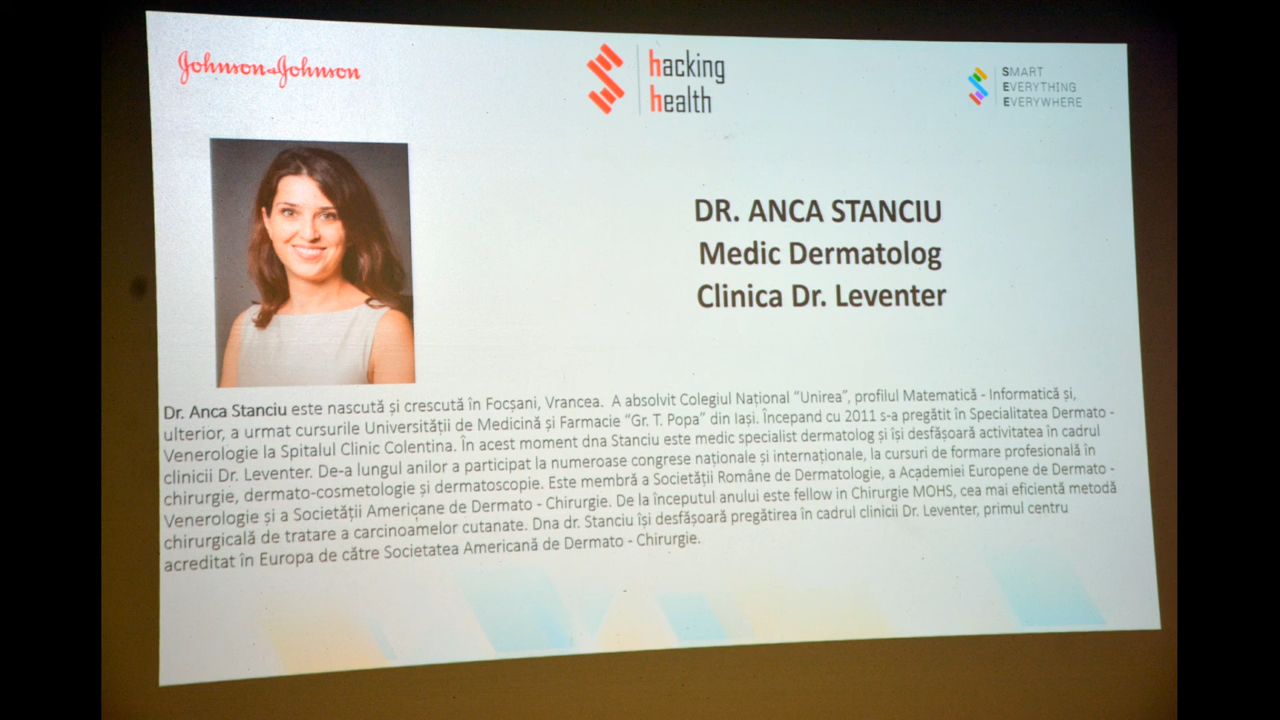 Johnson&Johnson
hacking
health
SMART
EVERYTHING
EVERYWHERE
DR. ANCA STANCIU
Medic Dermatolog
Clinica Dr. Leventer
Dr. Anca Stanciu este nascută și crescută în Focșani, Vrancea. A absolvit Colegiul Național “Unirea”, profilul Matematică - Informatică și,
ulterior, a urmat cursurile Universității de Medicină și Farmacie “Gr. T. Popa” din Iași. Începand cu 2011 s-a pregătit în Specialitatea Dermato -
Venerologie la Spitalul Clinic Colentina. În acest moment dna Stanciu este medic specialist dermatolog și își desfășoară activitatea în cadrul
clinicii Dr. Leventer. De-a lungul anilor a participat la numeroase congrese naționale și internaționale, la cursuri de formare profesională în
chirurgie, dermato-cosmetologie și dermatoscopie. Este membră a Societății Române de Dermatologie, a Academiei Europene de Dermato -
Venerologie și a Societății Americane de Dermato - Chirurgie. De la începutul anului este fellow in Chirurgie MOHS, cea mai eficientă metodă
chirurgicală de tratare a carcinoamelor cutanate. Dna dr. Stanciu își desfășoară pregătirea în cadrul clinicii Dr. Leventer, primul centru
acreditat în Europa de către Societatea Americană de Dermato - Chirurgie.